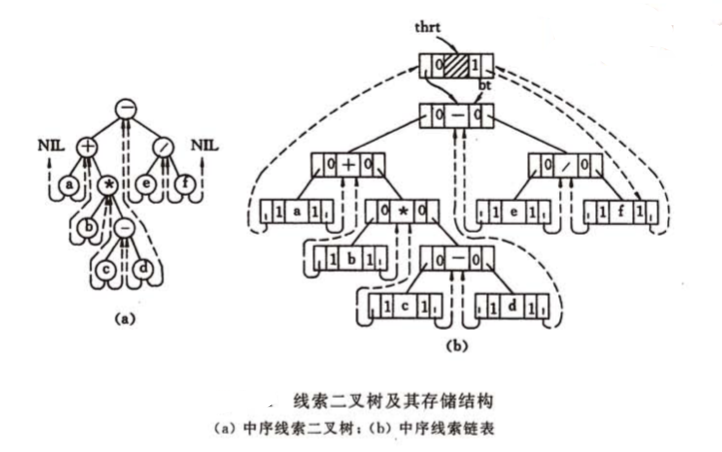 thrt
0 1
bt
0 − 0
−
NIL + / NIL
0 + 0 0 / 0
a * e f
1 a 1 0 * 0 1 e 1 1 f 1
b −
1 b 1 0 − 0
c d
1 c 1 1 d 1
(a)
(b)
线索二叉树及其存储结构
(a) 中序线索二叉树；(b) 中序线索链表